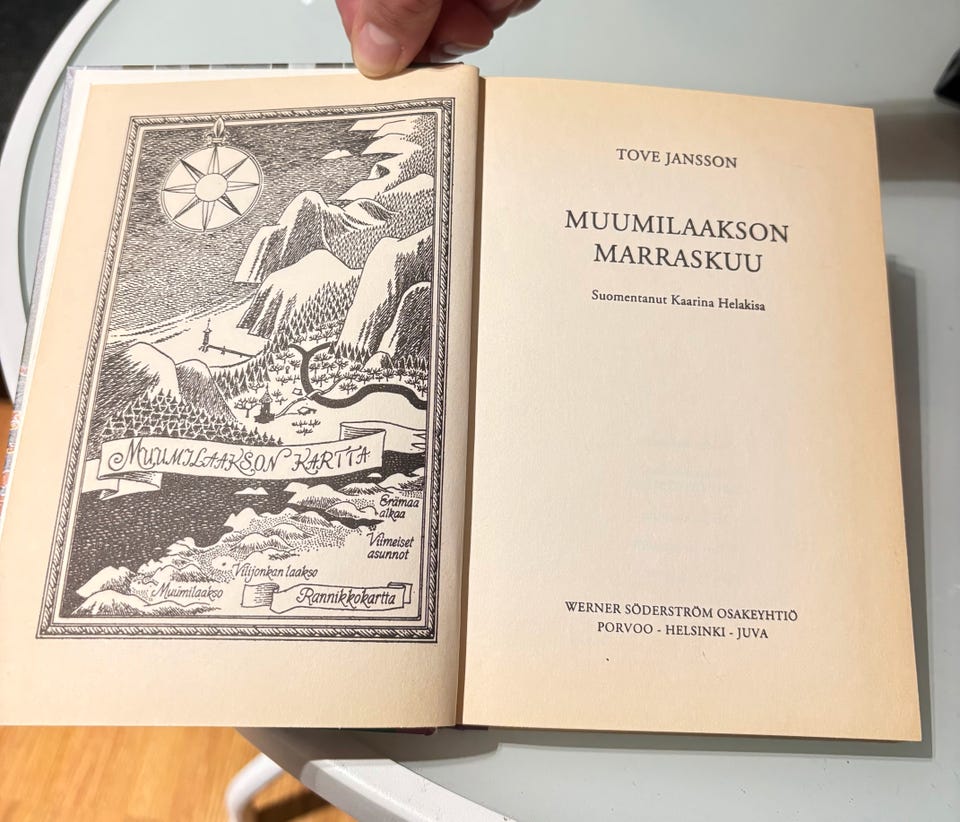 MUUMILAAKSON KARTTA
Erämaa
alkaa
Viimeiset
asunnot
Vilijonkan laakso
Muumilaakso
Rannikkokartta
TOVE JANSSON
MUUMILAAKSON
MARRASKUU
Suomentanut Kaarina Helakisa
WERNER SÖDERSTRÖM OSAKEYHTIÖ
PORVOO - HELSINKI - JUVA